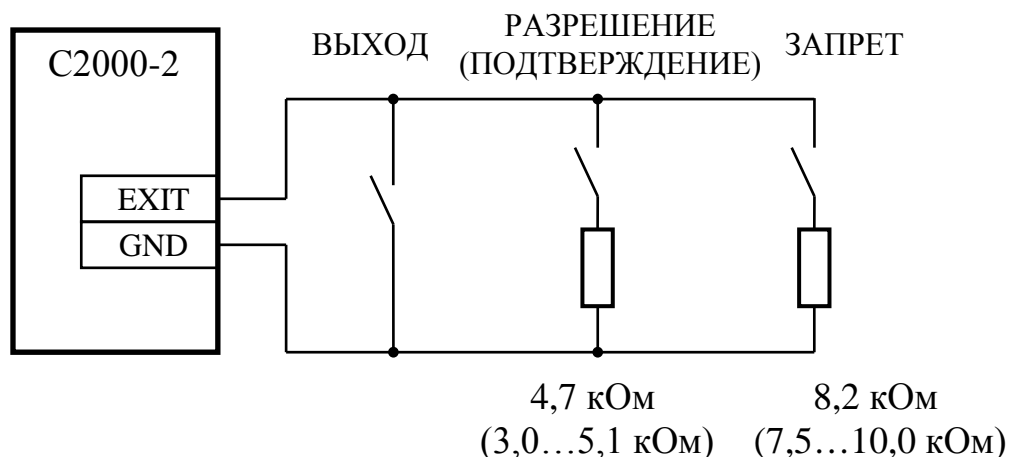 С2000-2
ВЫХОД
РАЗРЕШЕНИЕ
(ПОДТВЕРЖДЕНИЕ)
ЗАПРЕТ
EXIT
GND
4,7 кОм
(3,0…5,1 кОм)
8,2 кОм
(7,5…10,0 кОм)